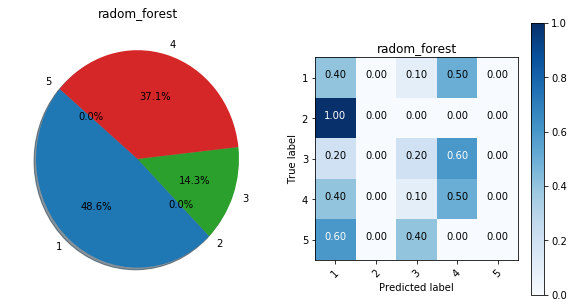 radom_forest
4
37.1%
5
0.0%
14.3%
3
0.0%
48.6%
2
1
radom_forest
True label
1 0.40 0.00 0.10 0.50 0.00
2 1.00 0.00 0.00 0.00 0.00
3 0.20 0.00 0.20 0.60 0.00
4 0.40 0.00 0.10 0.50 0.00
5 0.60 0.00 0.40 0.00 0.00
1 2 3 4 5
Predicted label
1.0
0.8
0.6
0.4
0.2
0.0